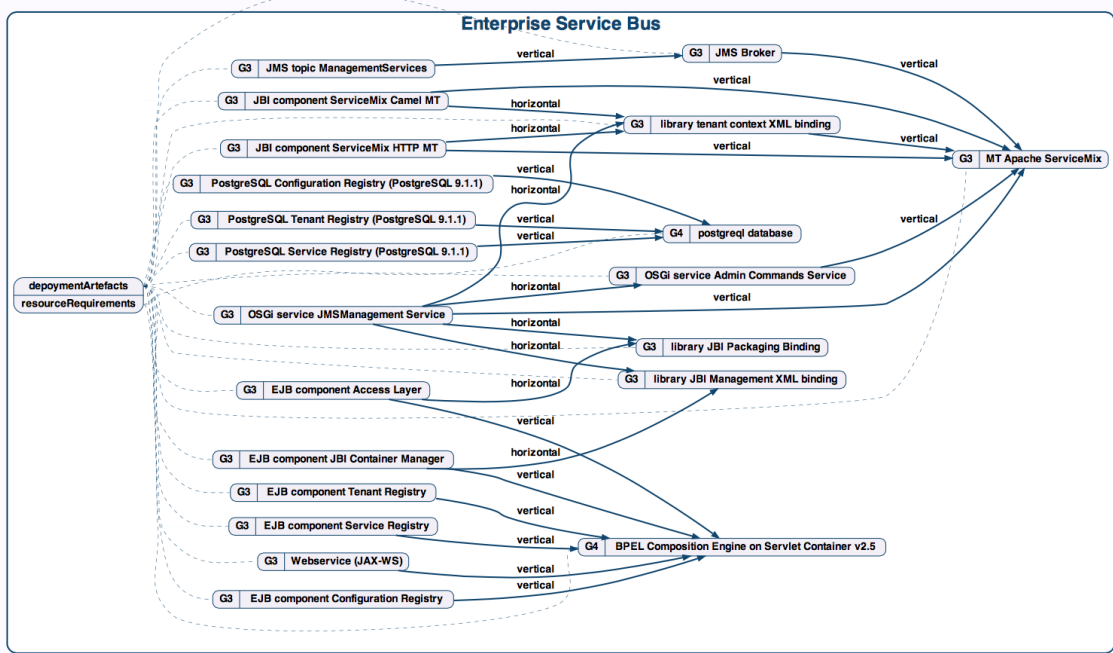 Enterprise Service Bus
vertical
G3 JMS Broker
G3 JMS topic ManagementServices
vertical
vertical
G3 JBI component ServiceMix Camel MT
horizontal
G3 library tenant context XML binding
horizontal
vertical
G3 JBI component ServiceMix HTTP MT
vertical
G3 MT Apache ServiceMix
G3 PostgreSQL Configuration Registry (PostgreSQL 9.1.1)
vertical
horizontal
G3 PostgreSQL Tenant Registry (PostgreSQL 9.1.1)
vertical
vertical
G4 postgreql database
vertical
G3 PostgreSQL Service Registry (PostgreSQL 9.1.1)
G3 OSGi service Admin Commands Service
depoymentArtefacts
resourceRequirements
horizontal
vertical
G3 OSGi service JMSManagement Service
horizontal
horizontal
G3 library JBI Packaging Binding
G3 library JBI Management XML binding
G3 EJB component Access Layer
horizontal
vertical
G3 EJB component JBI Container Manager
horizontal
vertical
G3 EJB component Tenant Registry
vertical
G3 EJB component Service Registry
vertical
G4 BPEL Composition Engine on Servlet Container v2.5
G3 Webservice (JAX-WS)
vertical
vertical
G3 EJB component Configuration Registry